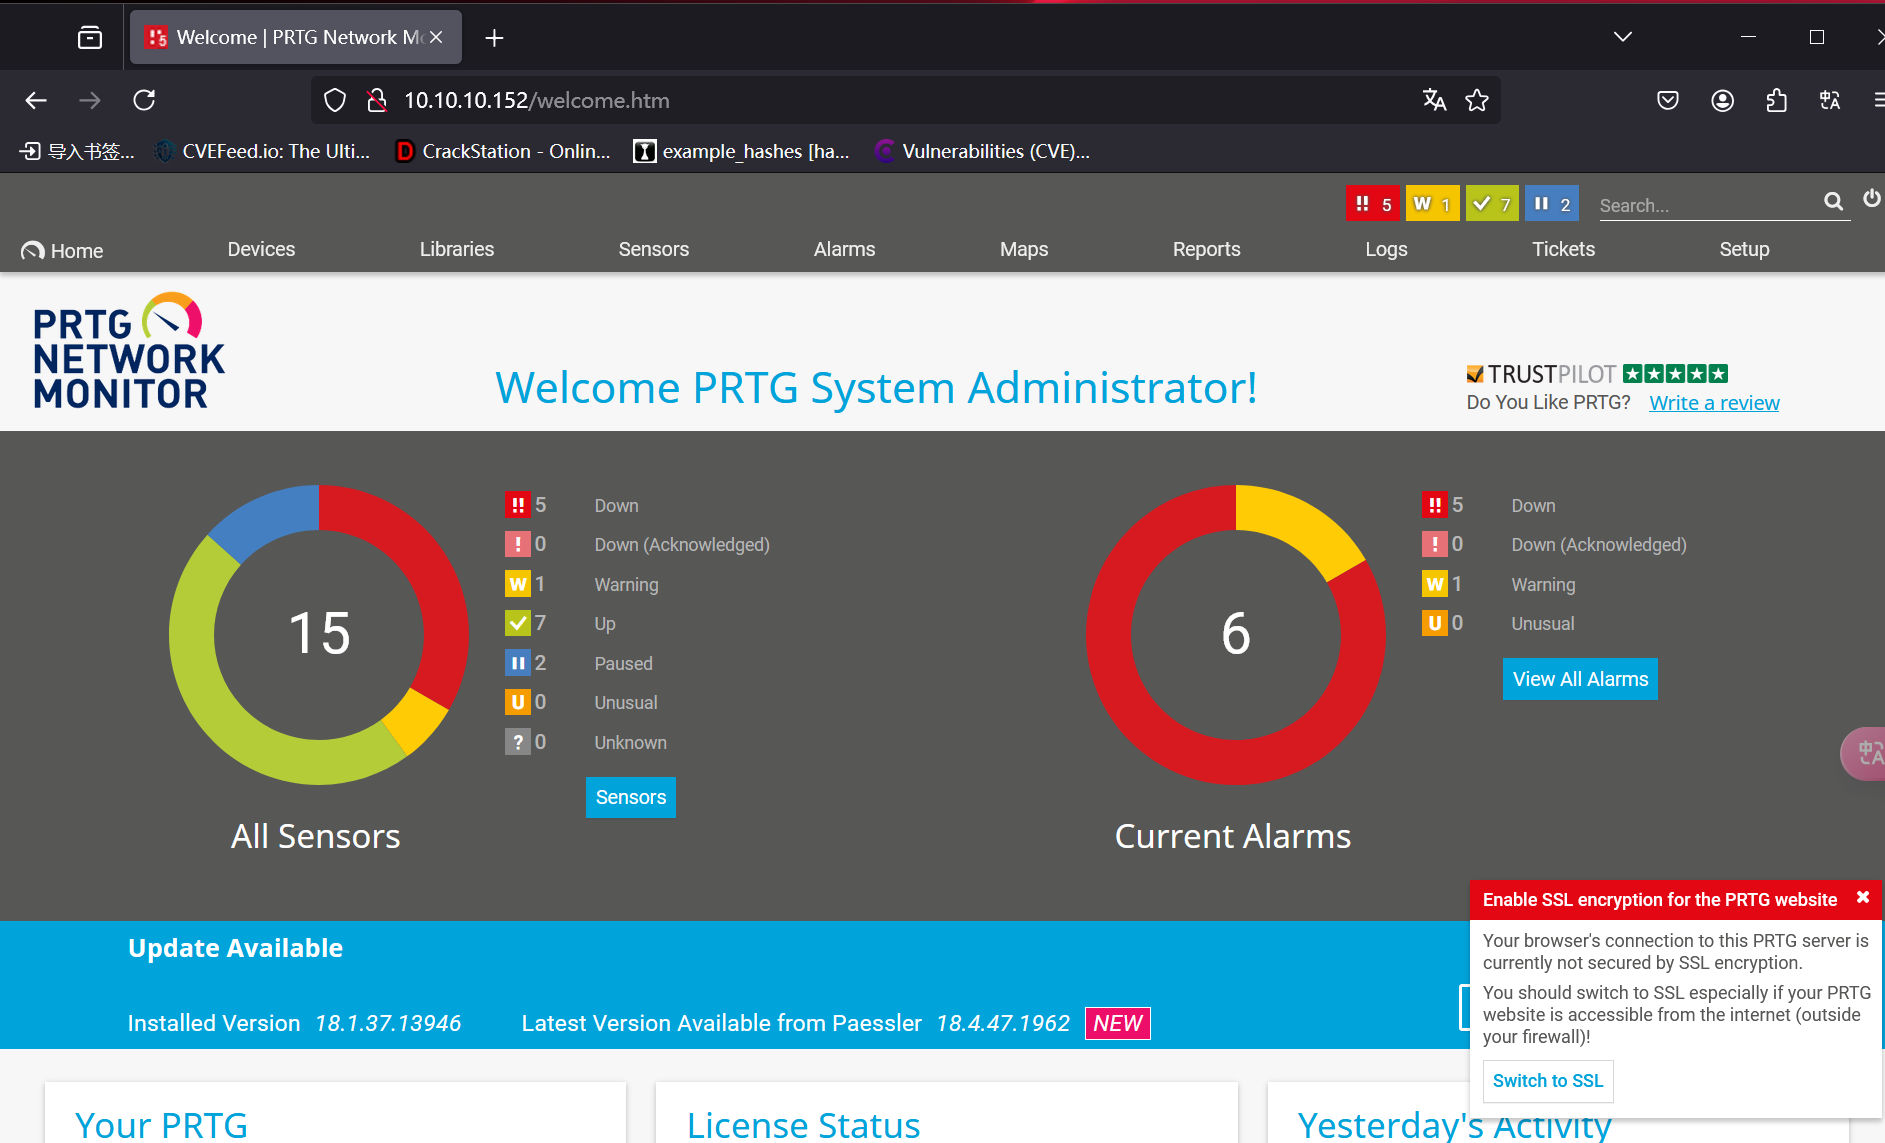 Welcome | PRTG Network Mo
10.10.10.152/welcome.htm
导入书签...
CVEFeed.io: The Ulti...
CrackStation - Onlin...
example_hashes [ha...
Vulnerabilities (CVE)...
!! 5
W 1
7
2
Search...
Home
Devices
Libraries
Sensors
Alarms
Maps
Reports
Logs
Tickets
Setup
PRTG
NETWORK
MONITOR
Welcome PRTG System Administrator!
TRUSTPILOT
Do You Like PRTG? Write a review
15
All Sensors
!! 5 Down
! 0 Down (Acknowledged)
W 1 Warning
7 Up
2 Paused
U 0 Unusual
? 0 Unknown
Sensors
6
Current Alarms
!! 5 Down
! 0 Down (Acknowledged)
W 1 Warning
U 0 Unusual
View All Alarms
中A
Update Available
Installed Version 18.1.37.13946
Latest Version Available from Paessler 18.4.47.1962 NEW
Enable SSL encryption for the PRTG website
Your browser's connection to this PRTG server is
currently not secured by SSL encryption.
You should switch to SSL especially if your PRTG
website is accessible from the internet (outside
your firewall)!
Switch to SSL
Your PRTG
License Status
Yesterday's Activity